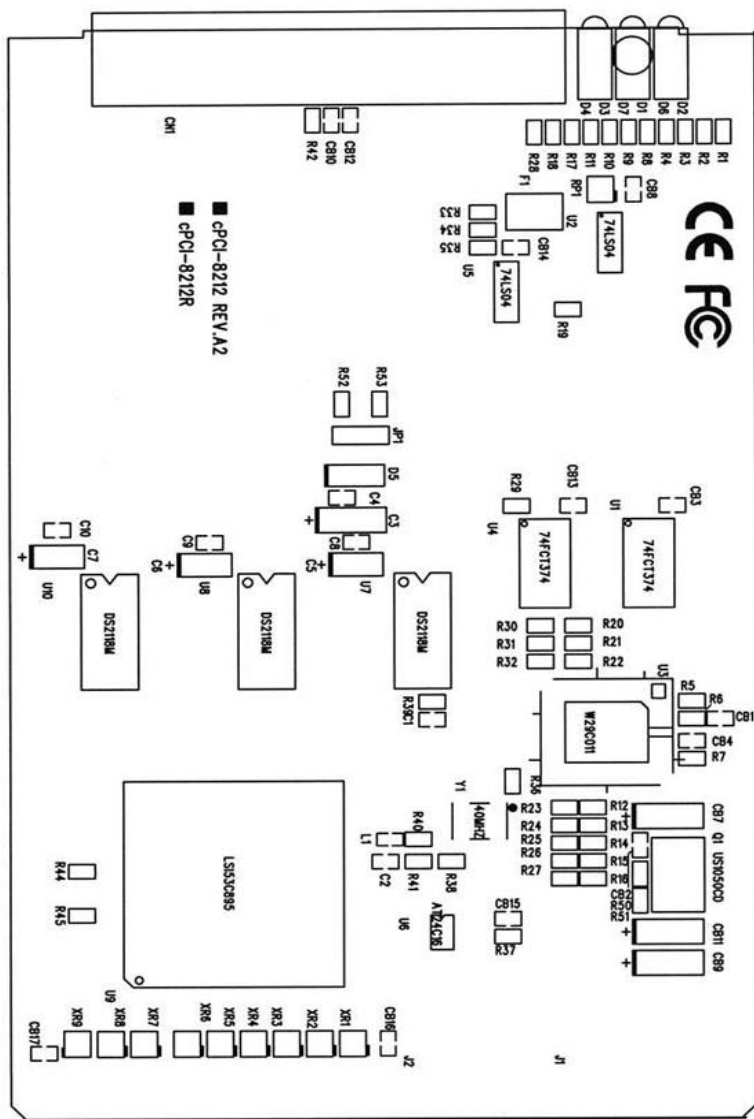 CN1
R42
CB10
CB12
D4
D3
D7
D1
D6
D2
R28
R18
R17
R11
R10
R9
R8
R4
R3
R2
R1
RP1
CB8
F1
U2
74LS04
R33
R34
R35
CB14
U5
74LS04
R19
CE FC
cPCI-8212 REV.A2
cPCI-8212R
R52
R53
JP1
D5
C4
C3
+
C8
C5
+
U7
C10
C7
+
U10
C9
C6
+
U8
R29
CB13
U1
CB3
U4
74FCT374
74FCT374
DS2118M
DS2118M
DS2118M
R30
R31
R32
R20
R21
R22
R39
C1
U3
W29C011
R5
R6
CB1
CB4
R7
R36
Y1
40MHZ
R23
R24
R25
R26
R27
R12
R13
R14
R15
R16
CB7
+
Q1
US1050CD
CB2
R50
R51
CB11
+
CB9
+
L1
R40
C2
R41
R38
R44
R45
LSI53C895
U6
AT24C16
CB15
R37
U9
CB17
XR9
XR8
XR7
XR6
XR5
XR4
XR3
XR2
XR1
CB16
J2
J1